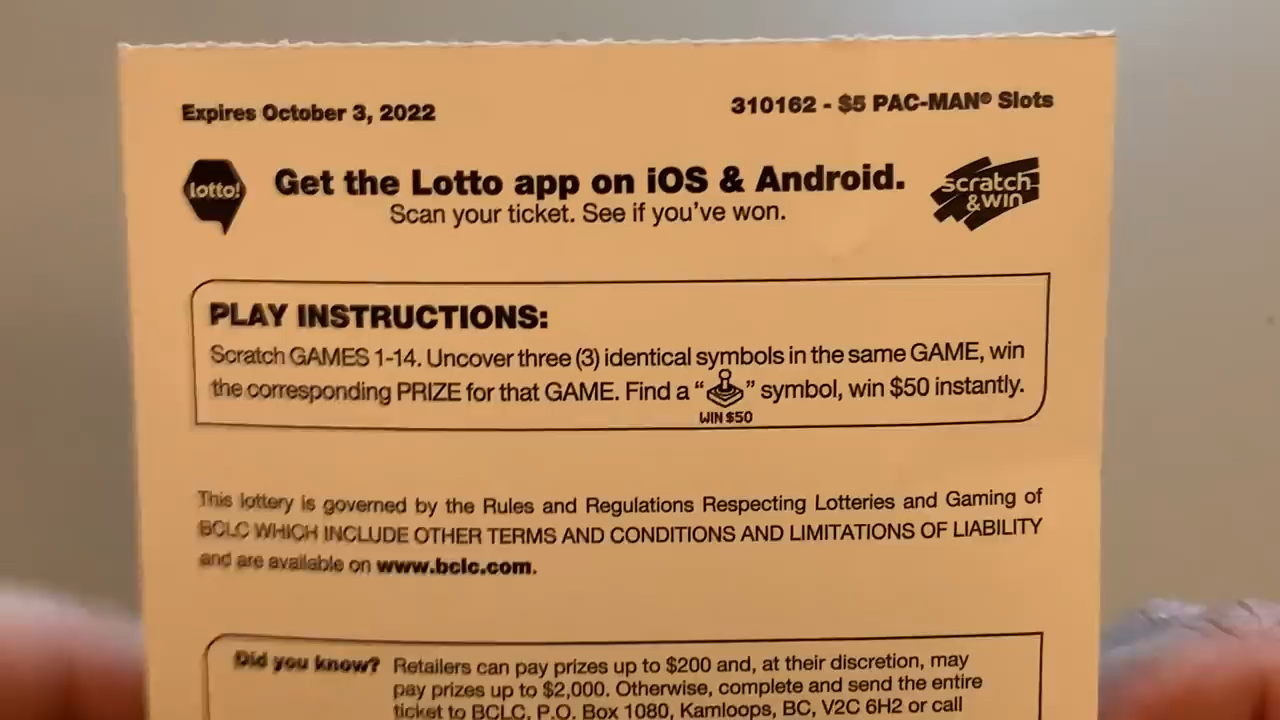 Expires October 3, 2022
310162 - $5 PAC-MAN® Slots
lotto!
Get the Lotto app on iOS & Android.
Scan your ticket. See if you've won.
scratch
&WIN
PLAY INSTRUCTIONS:
Scratch GAMES 1-14. Uncover three (3) identical symbols in the same GAME, win
the corresponding PRIZE for that GAME. Find a " " symbol, win $50 instantly.
WIN $50
This lottery is governed by the Rules and Regulations Respecting Lotteries and Gaming of
BCLC WHICH INCLUDE OTHER TERMS AND CONDITIONS AND LIMITATIONS OF LIABILITY
and are available on www.bclc.com.
Did you know? Retailers can pay prizes up to $200 and, at their discretion, may
pay prizes up to $2,000. Otherwise, complete and send the entire
ticket to BCLC, P.O. Box 1080, Kamloops, BC, V2C 6H2 or call